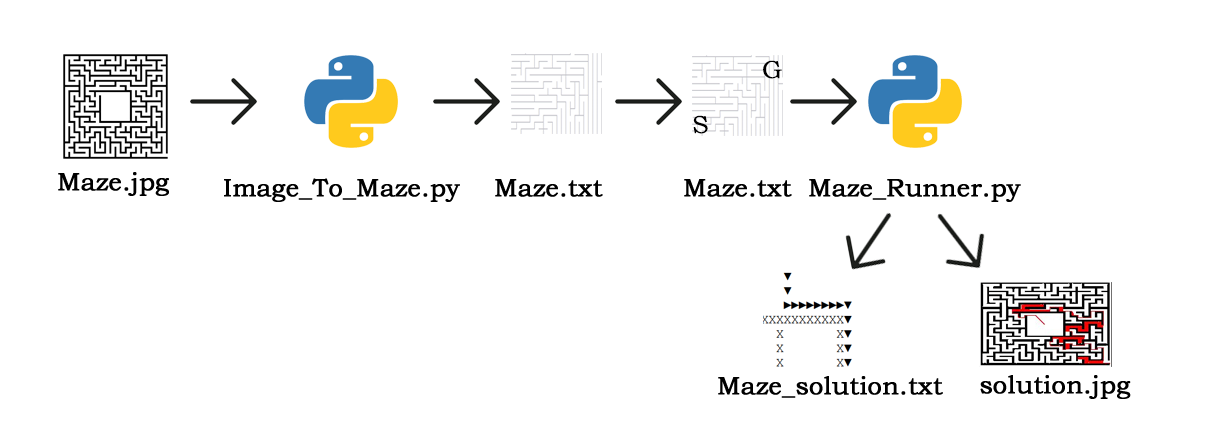 G
S
Maze.jpg
Image_To_Maze.py
Maze.txt
Maze.txt
Maze_Runner.py
▼
▼
▶▶▶▶▶▶▶▶▼
XXXXXXXXXXX▼
X X▼
X X▼
X X▼
Maze_solution.txt
solution.jpg